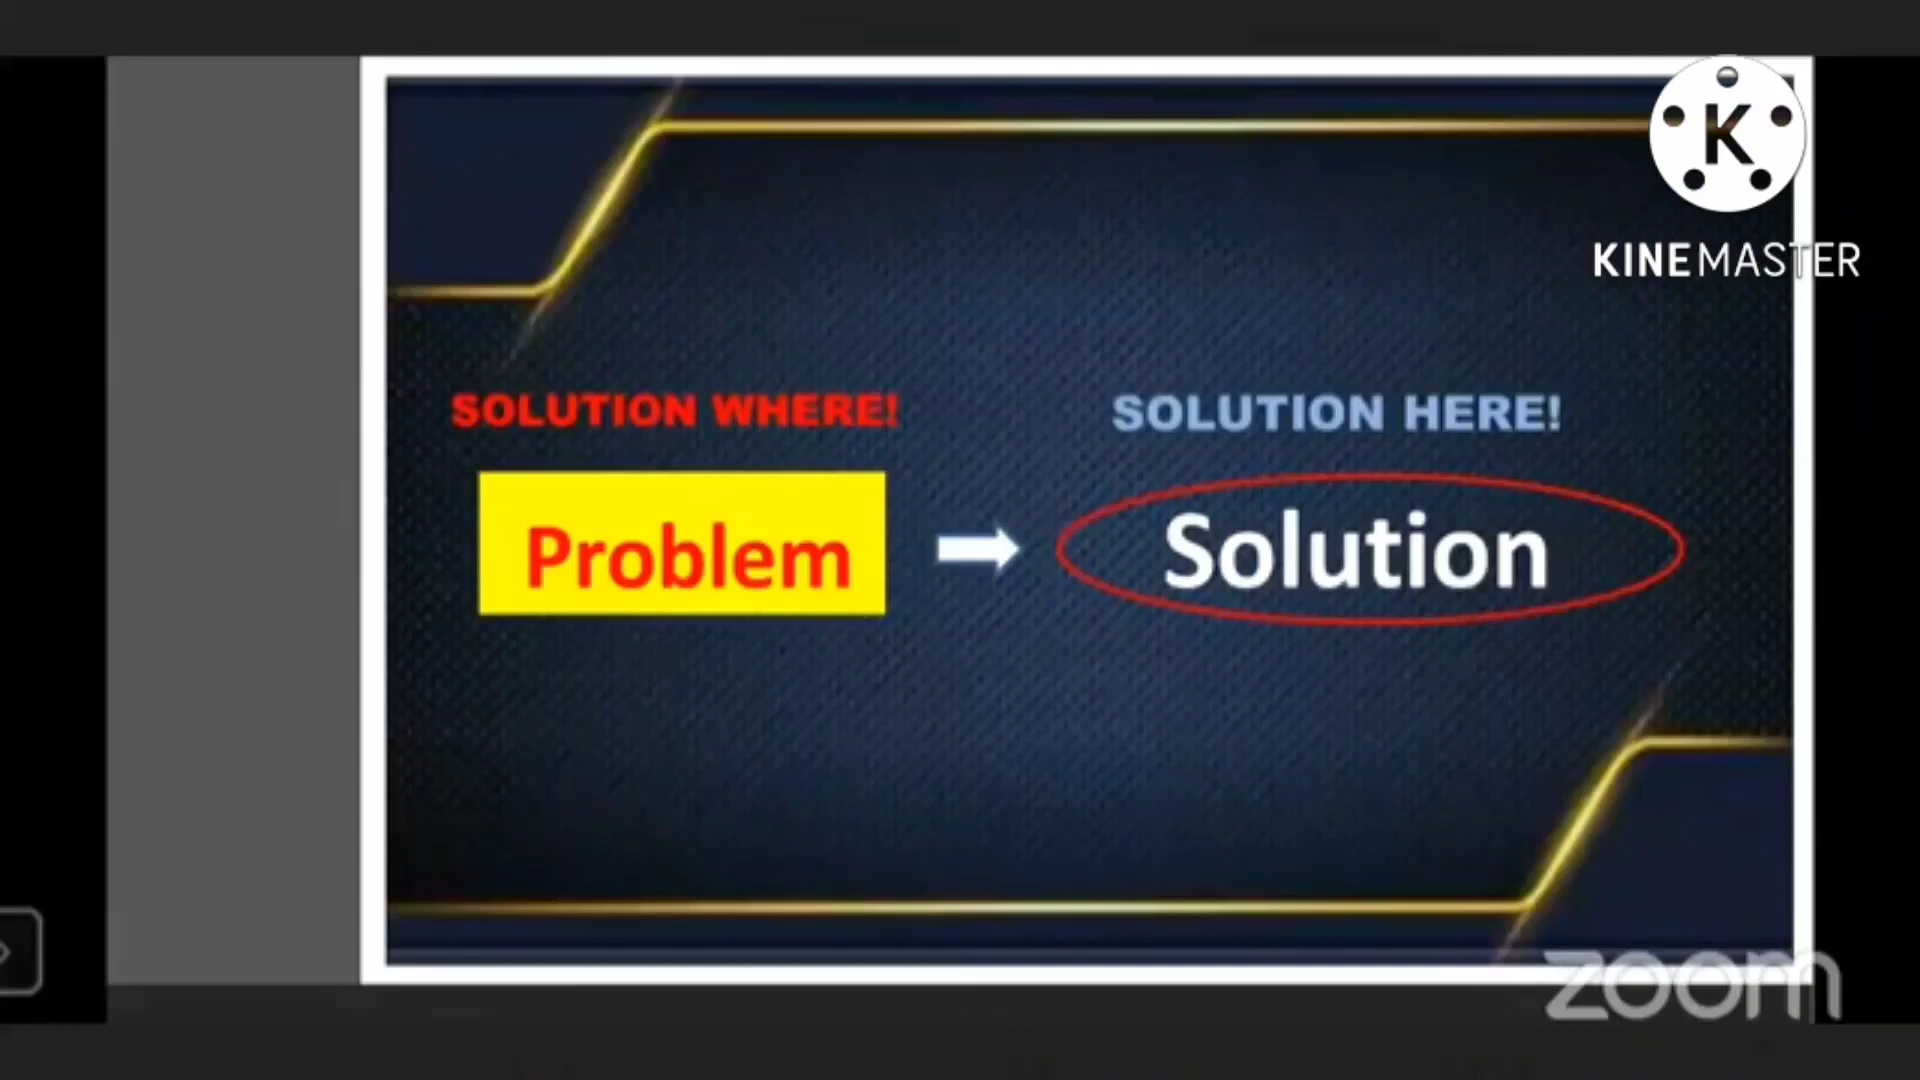 K
KINEMASTER
SOLUTION WHERE!
SOLUTION HERE!
Problem
Solution
zoom